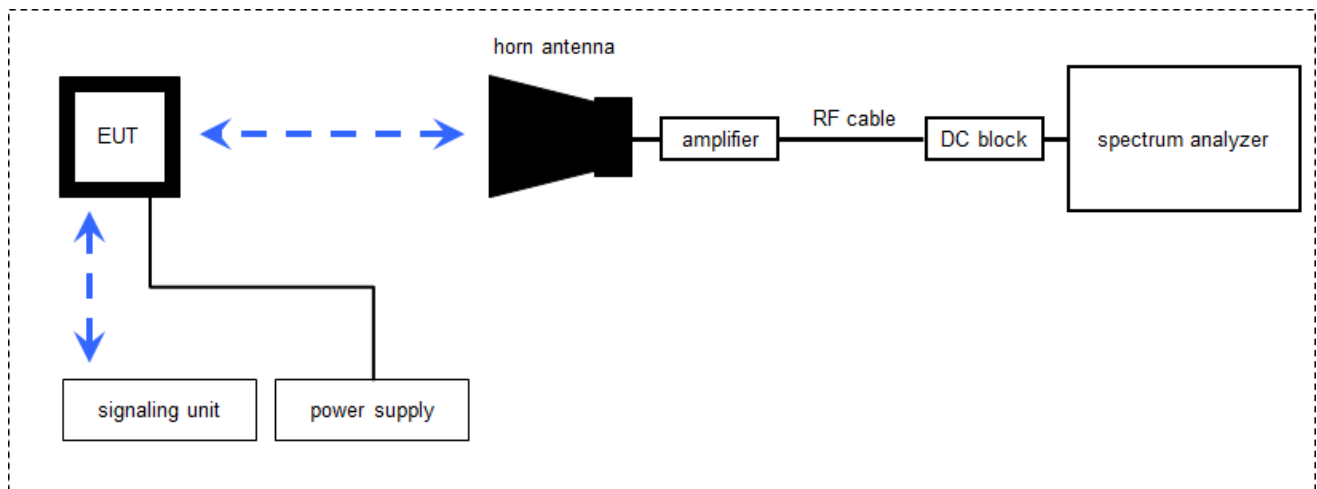 horn antenna
EUT
amplifier
RF cable
DC block
spectrum analyzer
signaling unit
power supply